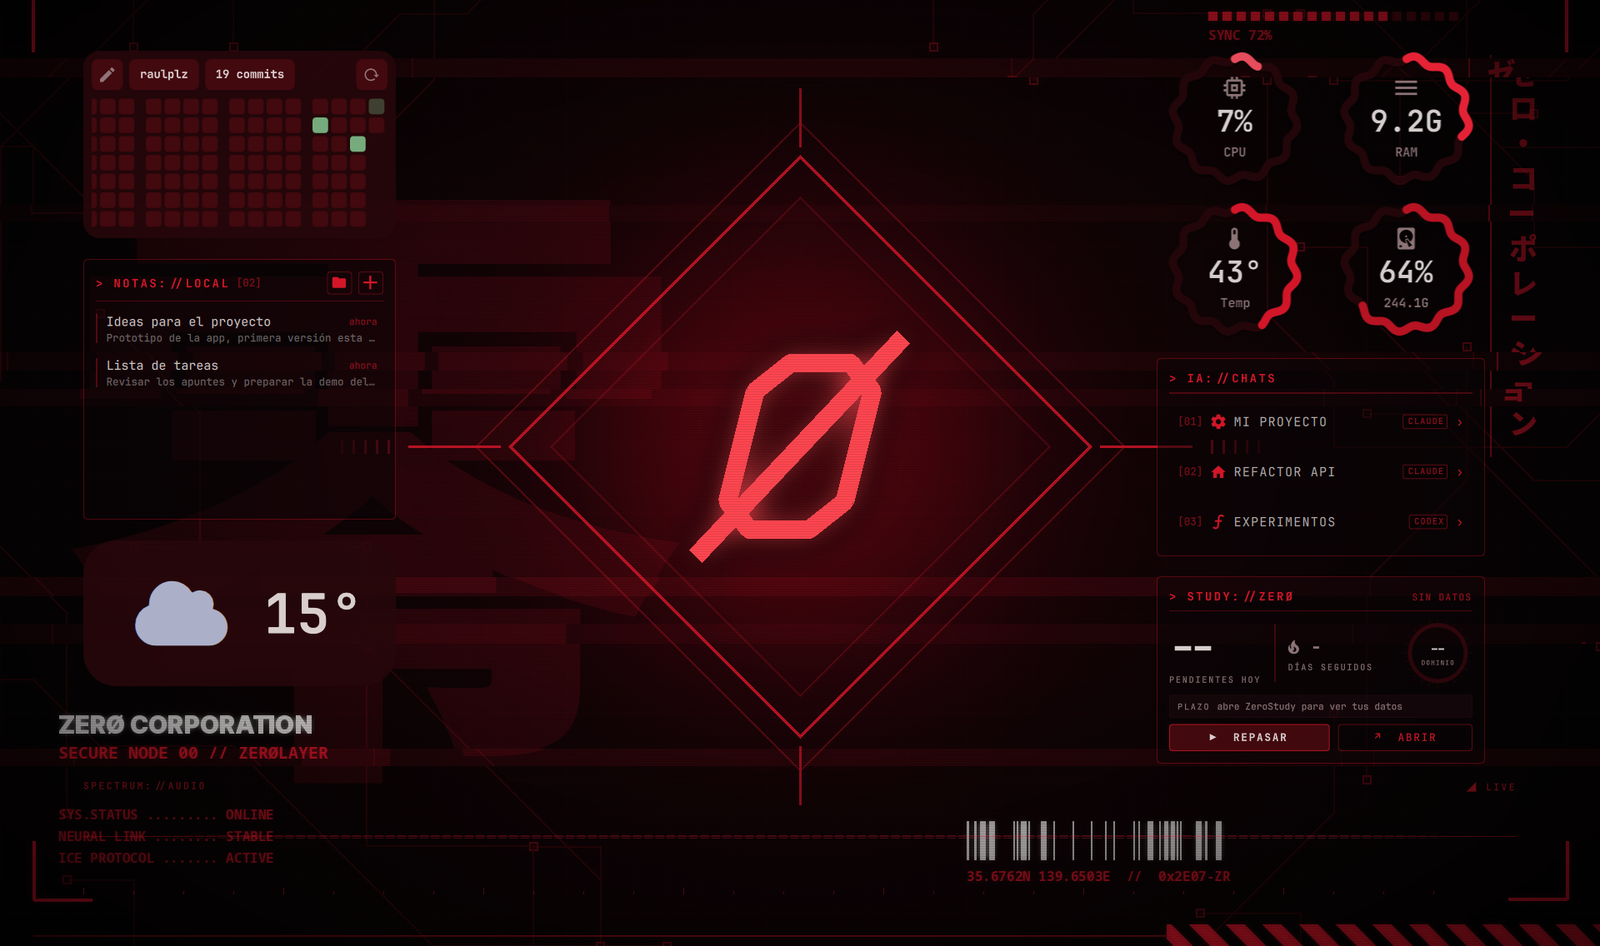 SYNC 72%
raulplz
19 commits
7%
CPU
9.2G
RAM
43°
Temp
64%
244.1G
ゼロ・コーポレーション
> NOTAS://LOCAL [02]
Ideas para el proyecto
ahora
Prototipo de la app, primera versión esta …
Lista de tareas
ahora
Revisar los apuntes y preparar la demo del…
15°
0
> IA://CHATS
[01] MI PROYECTO CLAUDE ›
[02] REFACTOR API CLAUDE ›
[03] EXPERIMENTOS CODEX ›
> STUDY://ZERØ
SIN DATOS
——
PENDIENTES HOY
-
DÍAS SEGUIDOS
--
DOMINIO
PLAZO abre ZeroStudy para ver tus datos
REPASAR
ABRIR
LIVE
ZERØ CORPORATION
SECURE NODE 00 // ZERØLAYER
SPECTRUM://AUDIO
SYS.STATUS ......... ONLINE
NEURAL LINK ........ STABLE
ICE PROTOCOL ....... ACTIVE
35.6762N 139.6503E // 0x2E07-ZR